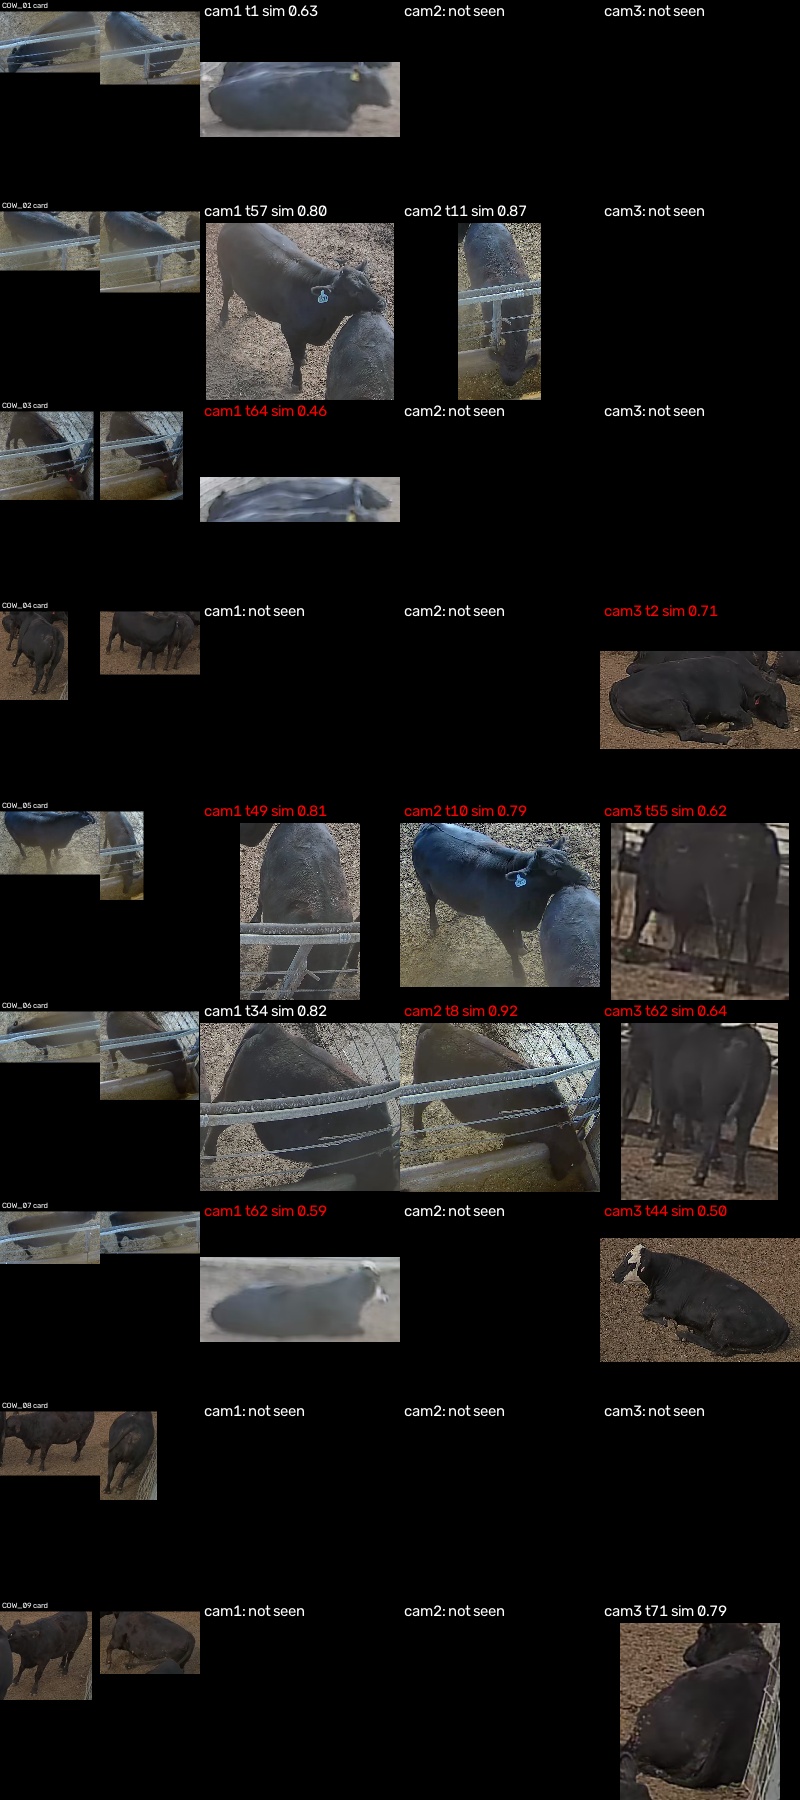 COW_01 card
cam1 t1 sim 0.63
cam2: not seen
cam3: not seen
COW_02 card
cam1 t57 sim 0.80
cam2 t11 sim 0.87
cam3: not seen
COW_03 card
cam1 t64 sim 0.46
cam2: not seen
cam3: not seen
COW_04 card
cam1: not seen
cam2: not seen
cam3 t2 sim 0.71
COW_05 card
cam1 t49 sim 0.81
cam2 t10 sim 0.79
cam3 t55 sim 0.62
COW_06 card
cam1 t34 sim 0.82
cam2 t8 sim 0.92
cam3 t62 sim 0.64
COW_07 card
cam1 t62 sim 0.59
cam2: not seen
cam3 t44 sim 0.50
COW_08 card
cam1: not seen
cam2: not seen
cam3: not seen
COW_09 card
cam1: not seen
cam2: not seen
cam3 t71 sim 0.79